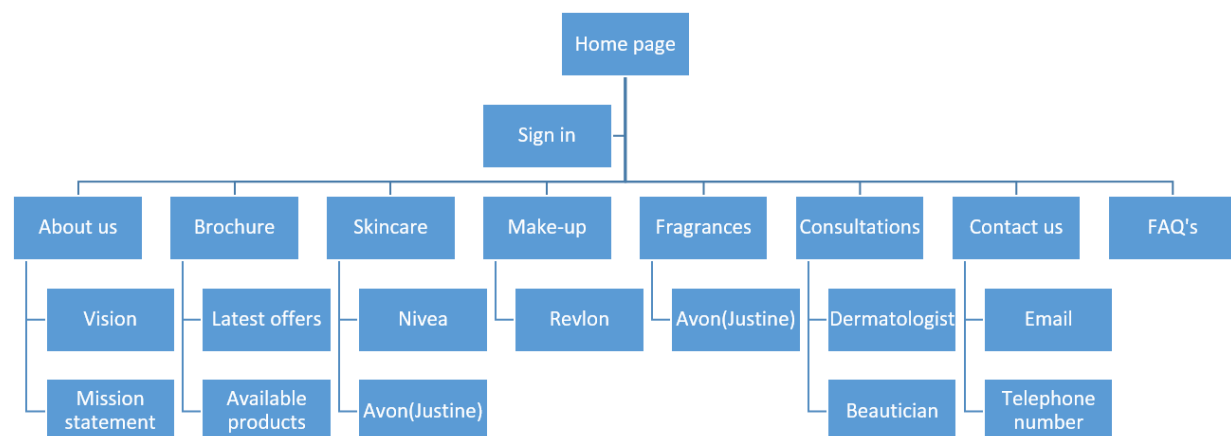 Home page
Sign in
About us
Brochure
Skincare
Make-up
Fragrances
Consultations
Contact us
FAQ's
Vision
Latest offers
Nivea
Revlon
Avon(Justine)
Dermatologist
Email
Mission
statement
Available
products
Avon(Justine)
Beautician
Telephone
number